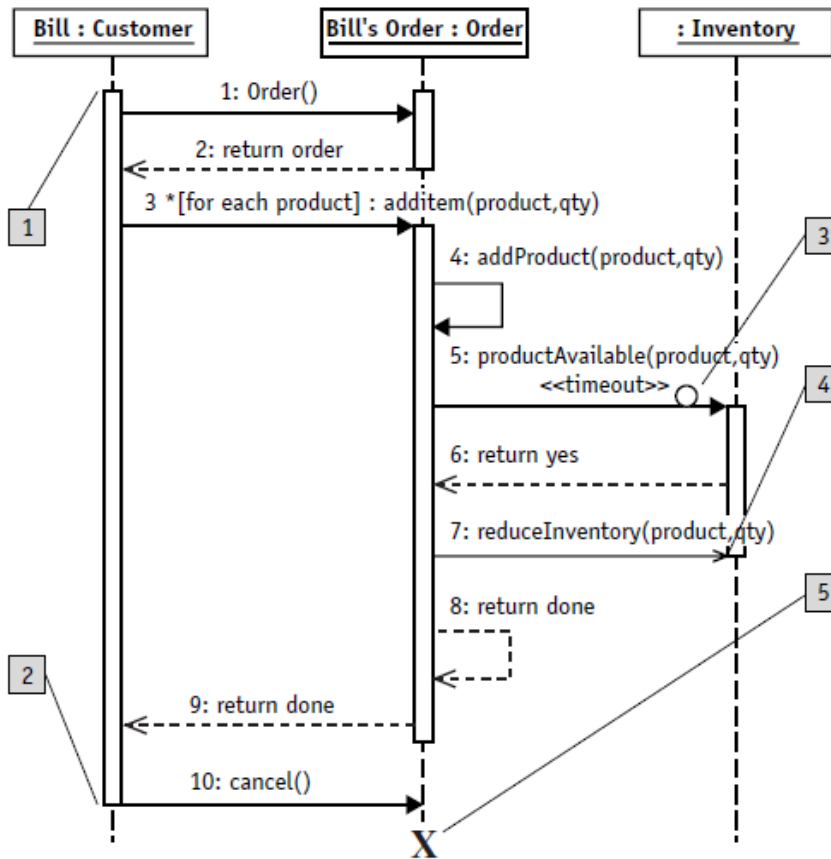 Bill : Customer
Bill's Order : Order
: Inventory
1: Order()
2: return order
3 *[for each product] : additem(product,qty)
1
3
4: addProduct(product,qty)
5: productAvailable(product,qty)
<<timeout>>
4
6: return yes
7: reduceInventory(product,qty)
5
8: return done
2
9: return done
10: cancel()
X